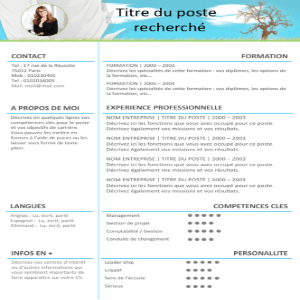 Titre du poste
recherché
CONTACT
Tel : 17 rue de la Réussite
75012 Paris
Mob : 0102030405
Tel : 0102030405
Mail: mail@mail.com
FORMATION
FORMATION | 2000 – 2002
Décrivez les spécialités de cette formation - vos diplômes, les options de
la formation, etc...
FORMATION | 2000 – 2002
Décrivez les spécialités de cette formation - vos diplômes, les options de
la formation, etc...
A PROPOS DE MOI
Décrivez en quelques lignes vos
compétences clés pour le poste
et vos objectifs de carrière.
Vous pouvez les mettre en
formes à l'aide de puces ou les
laisser sous forme de texte
plein.
EXPERIENCE PROFESSIONNELLE
NOM ENTREPRISE | TITRE DU POSTE | 2000 – 2003
Décrivez ici les fonctions que vous avez occupé pour ce poste.
Décrivez également vos missions et vos résultats.
NOM ENTREPRISE | TITRE DU POSTE | 2000 – 2003
Décrivez ici les fonctions que vous avez occupé pour ce poste.
Décrivez également vos missions et vos résultats.
NOM ENTREPRISE | TITRE DU POSTE | 2000 – 2003
Décrivez ici les fonctions que vous avez occupé pour ce poste.
Décrivez également vos missions et vos résultats.
NOM ENTREPRISE | TITRE DU POSTE | 2000 – 2003
Décrivez ici les fonctions que vous avez occupé pour ce poste.
Décrivez également vos missions et vos résultats.
LANGUES
Anglais : Lu, écrit, parlé
Espagnol : Lu, écrit, parlé
Allemand : Lu, écrit, parlé
COMPETENCES CLES
Management
Gestion de projet
Comptabilité / Gestion
Conduite de changement
INFOS EN +
Décrivez vos centres d'intérêt
ou d'autres informations qui
vous semblent importants de
faire apparaître dans votre CV.
PERSONALITE
Leader Ship
Créatif
Sens de l'écoute
Sérieux